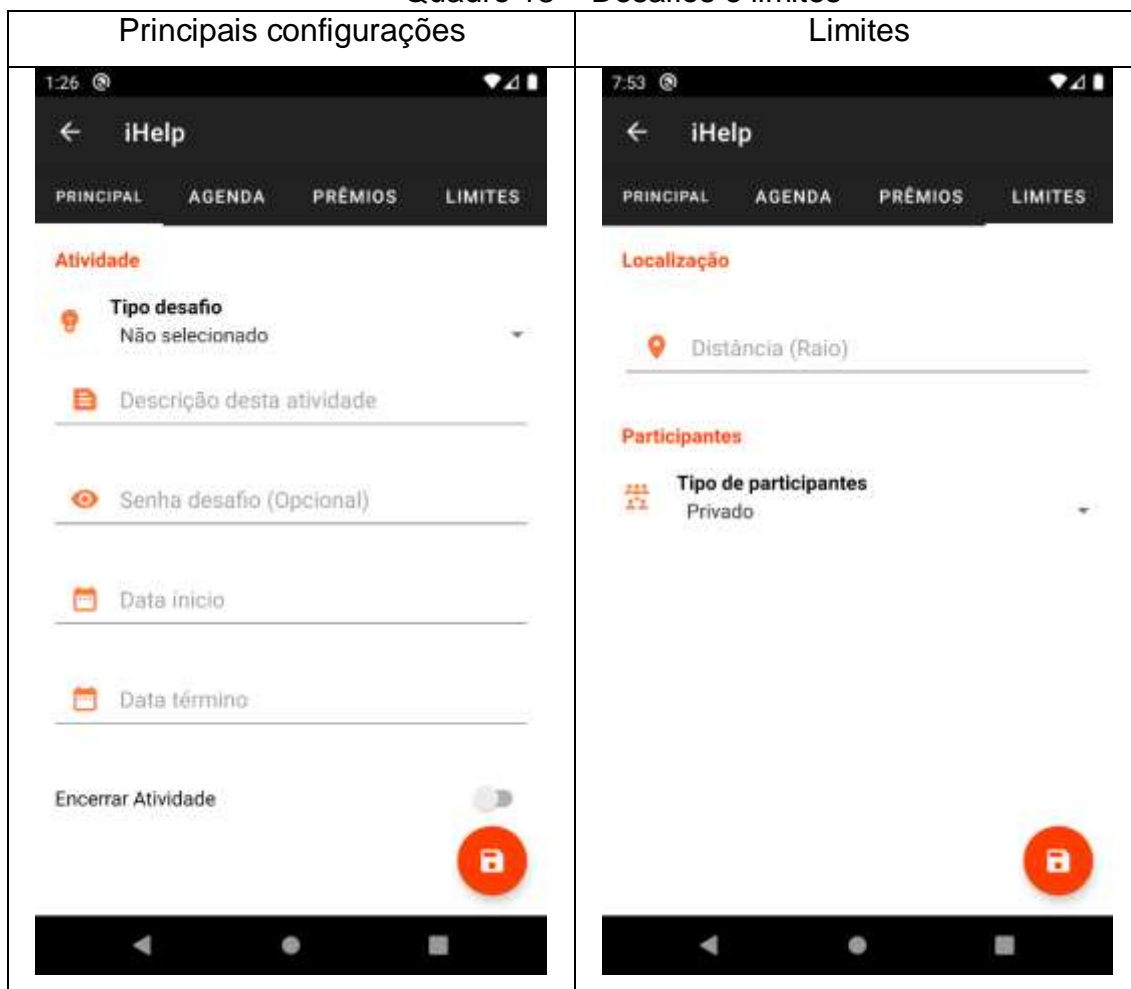 Principais configurações
Limites
1:26
iHelp
PRINCIPAL AGENDA PRÊMIOS LIMITES
Atividade
Tipo desafio
Não selecionado
Descrição desta atividade
Senha desafio (Opcional)
Data inicio
Data término
Encerrar Atividade
7:53
iHelp
PRINCIPAL AGENDA PRÊMIOS LIMITES
Localização
Distância (Raio)
Participantes
Tipo de participantes
Privado